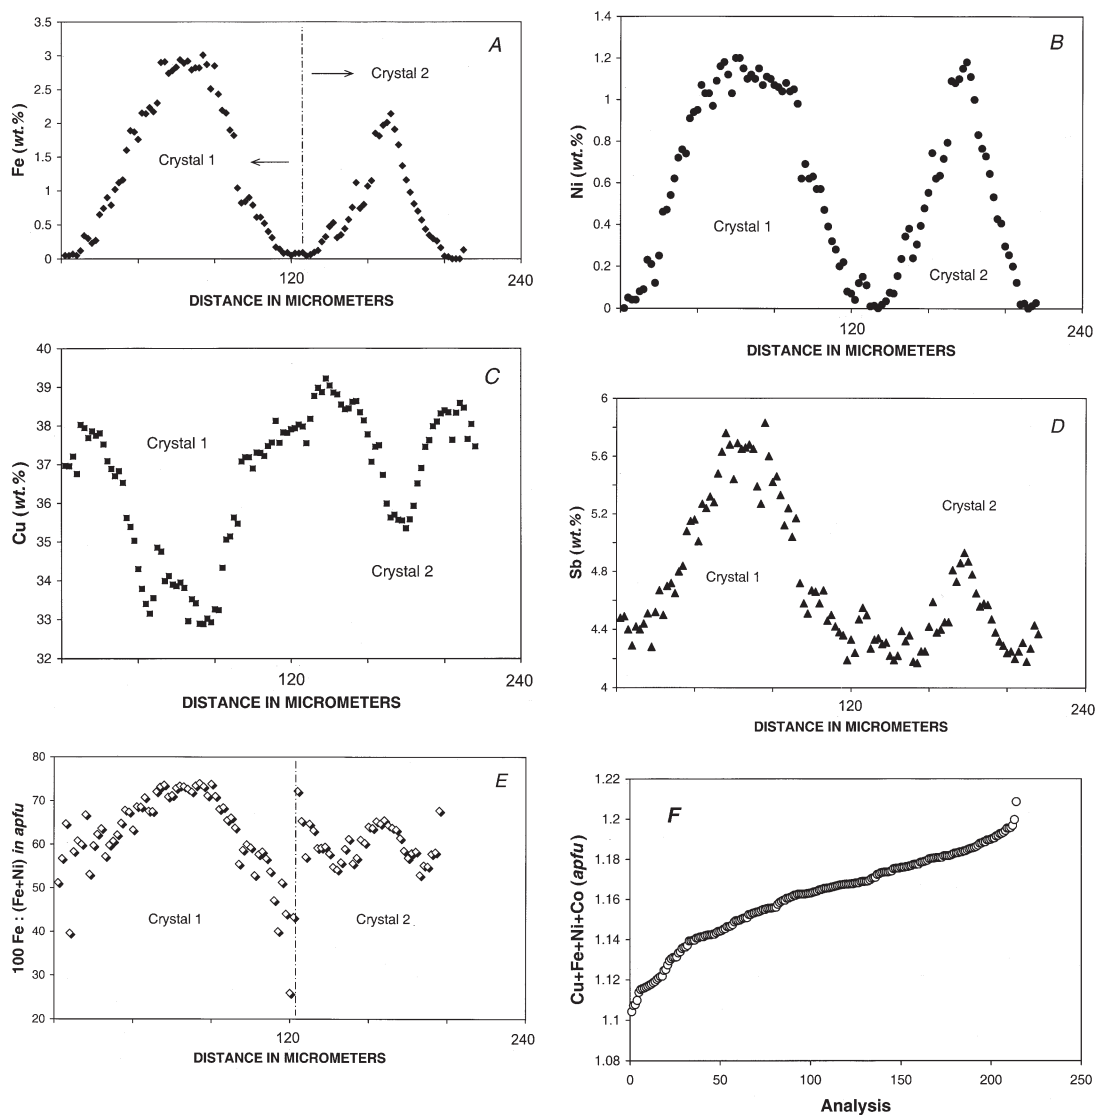 A
3.5
3
2.5
2
1.5
1
0.5
0
Fe (wt.%)
Crystal 1
Crystal 2
120
240
DISTANCE IN MICROMETERS
B
1.4
1.2
1
0.8
0.6
0.4
0.2
0
Ni (wt.%)
Crystal 1
Crystal 2
120
240
DISTANCE IN MICROMETERS
C
40
39
38
37
36
35
34
33
32
Cu (wt.%)
Crystal 1
Crystal 2
120
240
DISTANCE IN MICROMETERS
D
6
5.6
5.2
4.8
4.4
4
Sb (wt.%)
Crystal 1
Crystal 2
120
240
DISTANCE IN MICROMETERS
E
80
70
60
50
40
30
20
100 Fe : (Fe+Ni) in apfu
Crystal 1
Crystal 2
120
240
DISTANCE IN MICROMETERS
F
1.22
1.2
1.18
1.16
1.14
1.12
1.1
1.08
Cu+Fe+Ni+Co (apfu)
0
50
100
150
200
250
Analysis